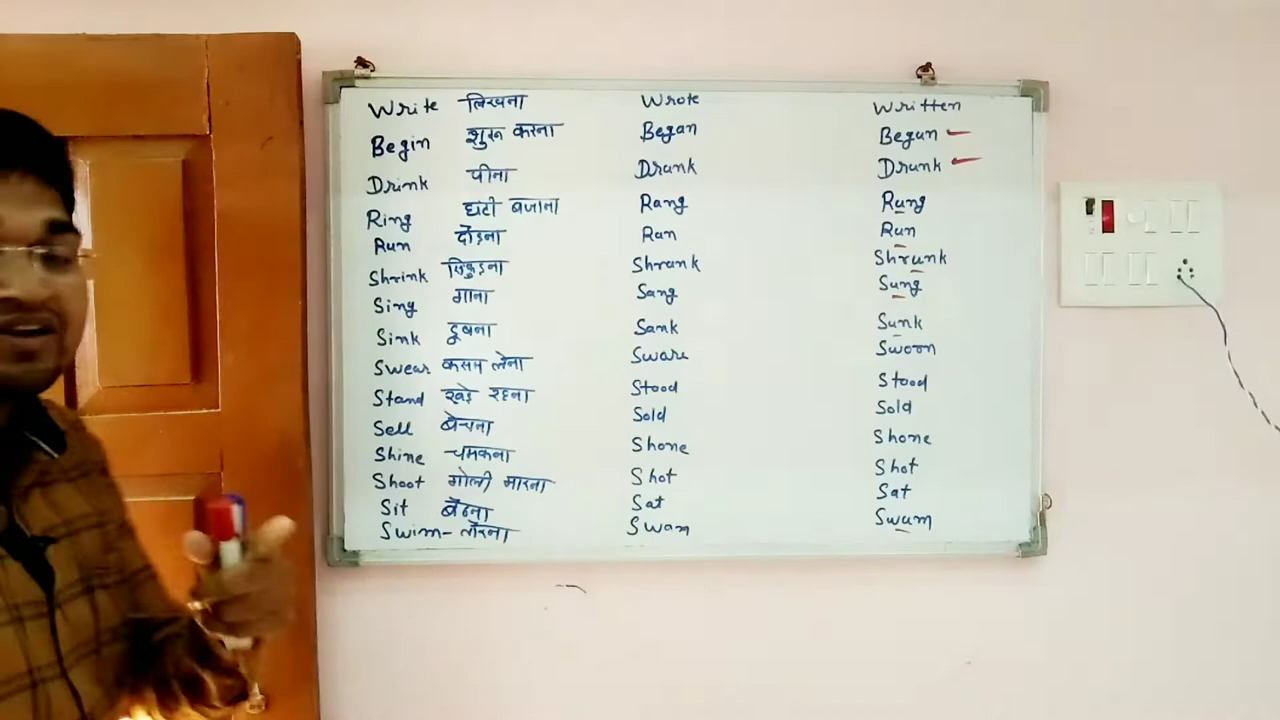 Write लिखना Wrote Written
Begin शुरू करना Began Begun
Drink पीना Drank Drunk
Ring घंटी बजाना Rang Rung
Run दौड़ना Ran Run
Shrink सिकुड़ना Shrank Shrunk
Sing गाना Sang Sung
Sink डूबना Sank Sunk
Swear कसम लेना Sware Sworn
Stand खड़े रहना Stood Stood
Sell बेचना Sold Sold
Shine चमकना Shone Shone
Shoot गोली मारना Shot Shot
Sit बैठना Sat Sat
Swim - तैरना Swam Swum